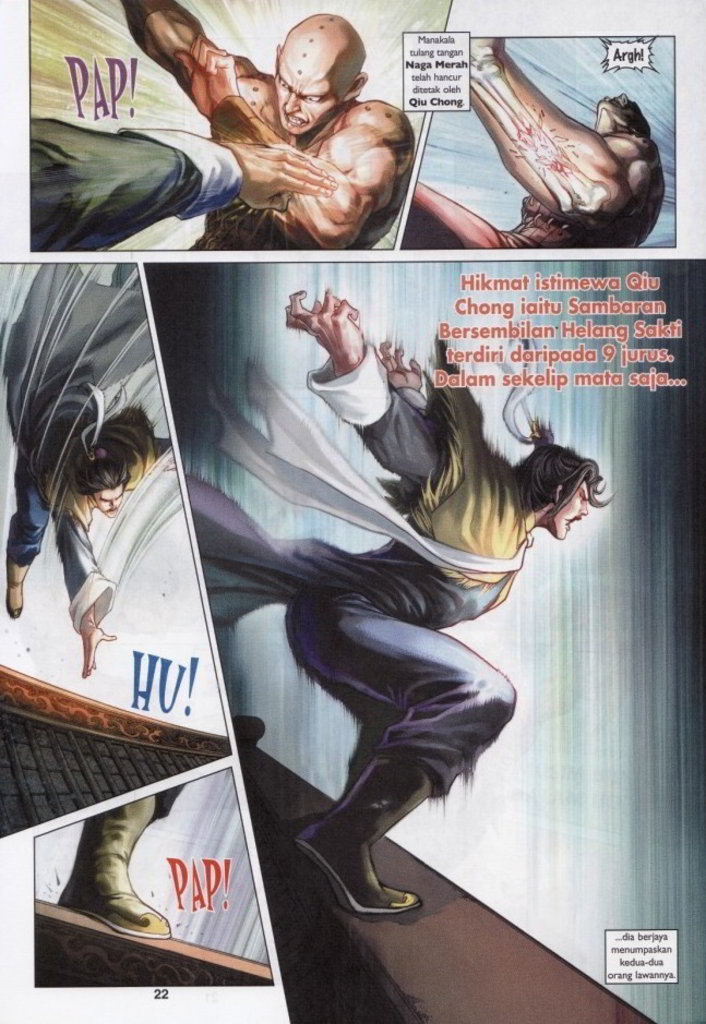 PAP!
Manakala
tulang tangan
Naga Merah
telah hancur
ditetak oleh
Qiu Chong.
Argh!
Hikmat istimewa Qiu
Chong iaitu Sambaran
Bersembilan Helang Sakti
terdiri daripada 9 jurus.
Dalam sekelip mata saja...
HU!
PAP!
...dia berjaya
menumpaskan
kedua-dua
orang lawannya.
22